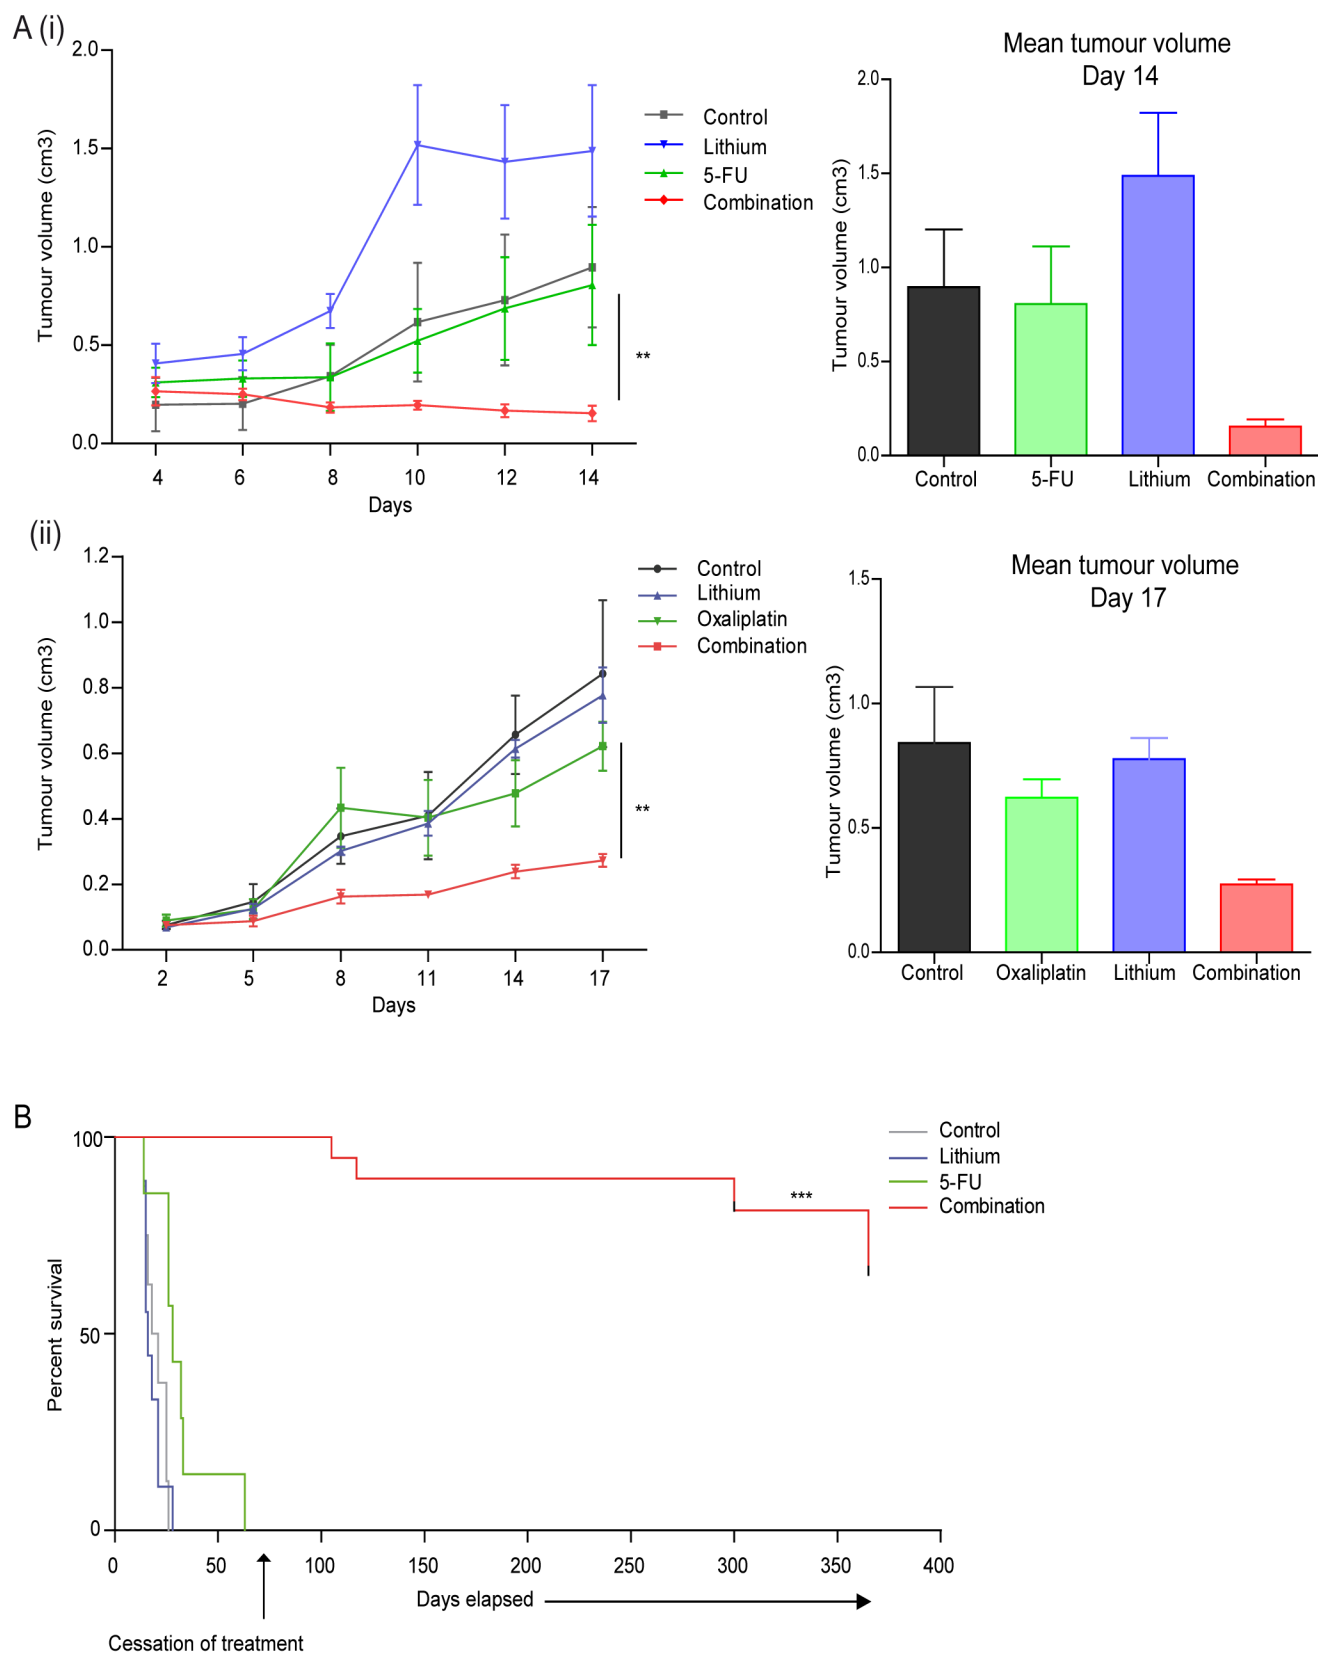 A (i)
2.0
1.5
1.0
0.5
0.0
Tumour volume (cm3)
4 6 8 10 12 14
Days
Control
Lithium
5-FU
Combination
**
Mean tumour volume
Day 14
2.0
1.5
1.0
0.5
0.0
Tumour volume (cm3)
Control 5-FU Lithium Combination
(ii)
1.2
1.0
0.8
0.6
0.4
0.2
0.0
Tumour volume (cm3)
2 5 8 11 14 17
Days
Control
Lithium
Oxaliplatin
Combination
**
Mean tumour volume
Day 17
1.5
1.0
0.5
0.0
Tumour volume (cm3)
Control Oxaliplatin Lithium Combination
B
100
50
0
Percent survival
0 50 100 150 200 250 300 350 400
Days elapsed
Cessation of treatment
***
Control
Lithium
5-FU
Combination